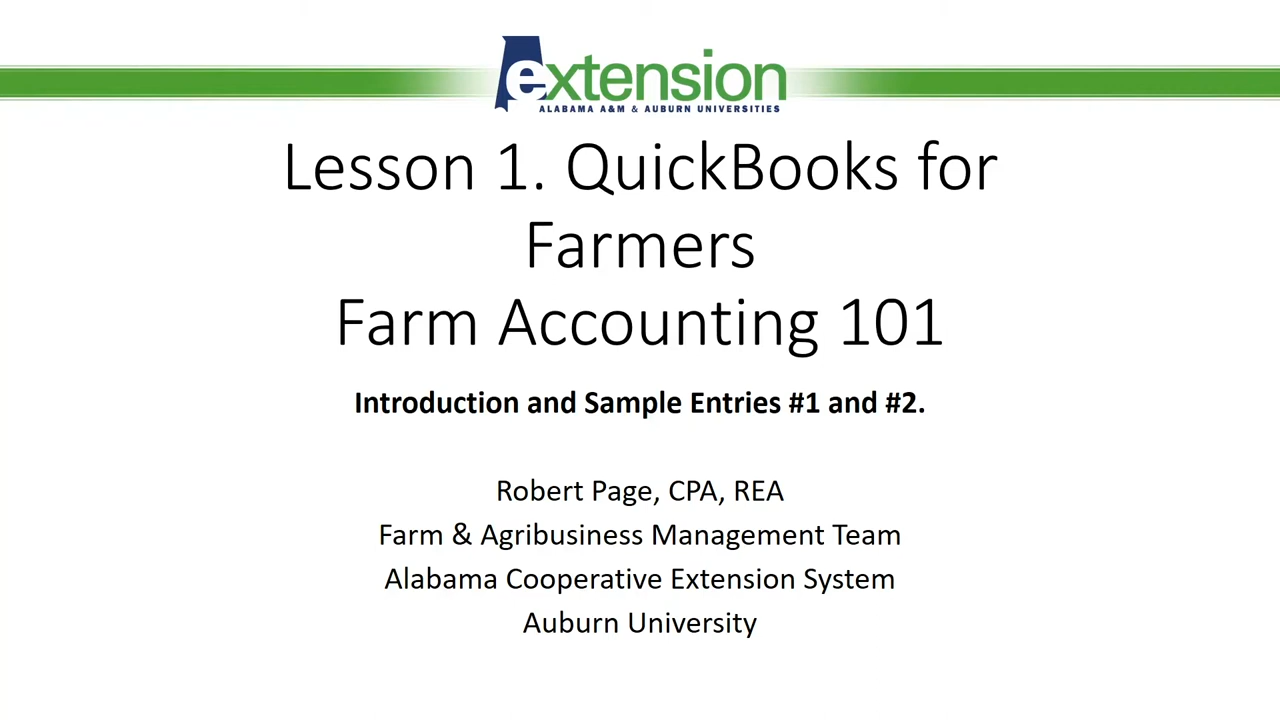 extension
ALABAMA A&M & AUBURN UNIVERSITIES
Lesson 1. QuickBooks for
Farmers
Farm Accounting 101
Introduction and Sample Entries #1 and #2.
Robert Page, CPA, REA
Farm & Agribusiness Management Team
Alabama Cooperative Extension System
Auburn University